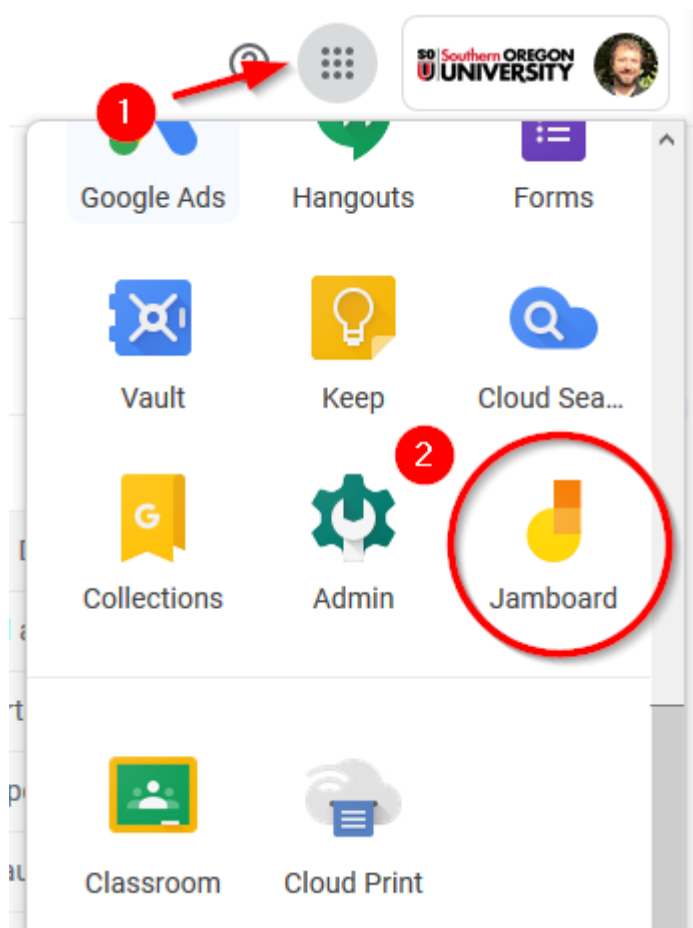 SO Southern OREGON
U UNIVERSITY
1
Google Ads
Hangouts
Forms
Vault
Keep
Cloud Sea...
2
G
Collections
Admin
Jamboard
Classroom
Cloud Print